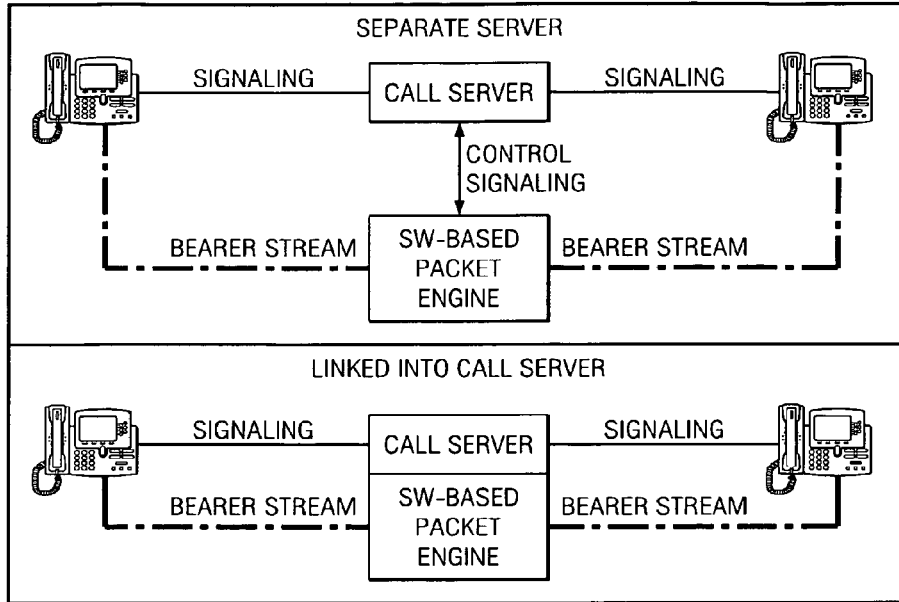 SEPARATE SERVER
SIGNALING
CALL SERVER
SIGNALING
CONTROL
SIGNALING
BEARER STREAM
SW-BASED
PACKET
ENGINE
BEARER STREAM
LINKED INTO CALL SERVER
SIGNALING
CALL SERVER
SIGNALING
BEARER STREAM
SW-BASED
PACKET
ENGINE
BEARER STREAM